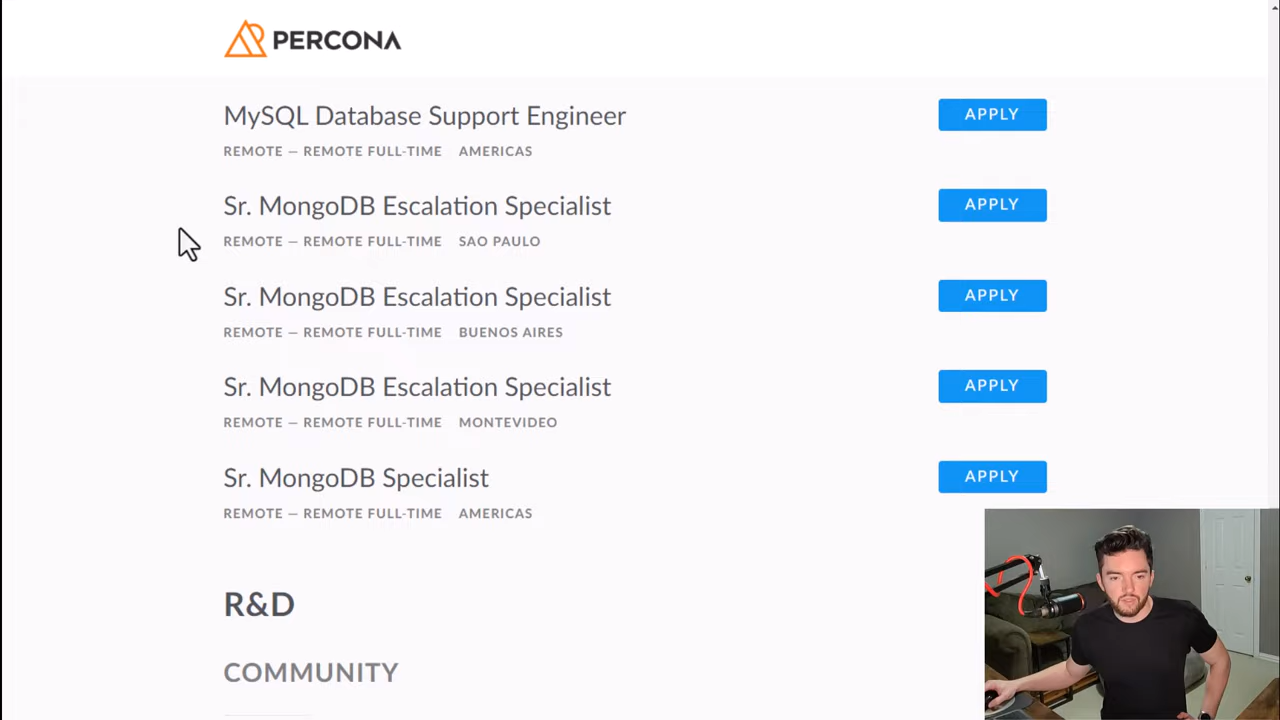 PERCONA
MySQL Database Support Engineer
APPLY
REMOTE — REMOTE FULL-TIME AMERICAS
Sr. MongoDB Escalation Specialist
APPLY
REMOTE — REMOTE FULL-TIME SAO PAULO
Sr. MongoDB Escalation Specialist
APPLY
REMOTE — REMOTE FULL-TIME BUENOS AIRES
Sr. MongoDB Escalation Specialist
APPLY
REMOTE — REMOTE FULL-TIME MONTEVIDEO
Sr. MongoDB Specialist
APPLY
REMOTE — REMOTE FULL-TIME AMERICAS
R&D
COMMUNITY